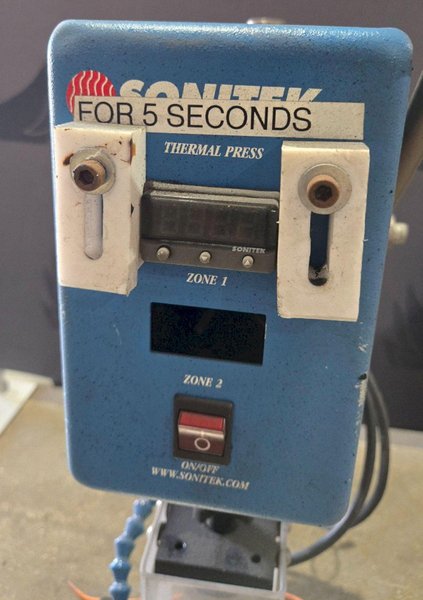 SONITEK
FOR 5 SECONDS
THERMAL PRESS
SONITEK
ZONE 1
ZONE 2
ON/OFF
WWW.SONITEK.COM